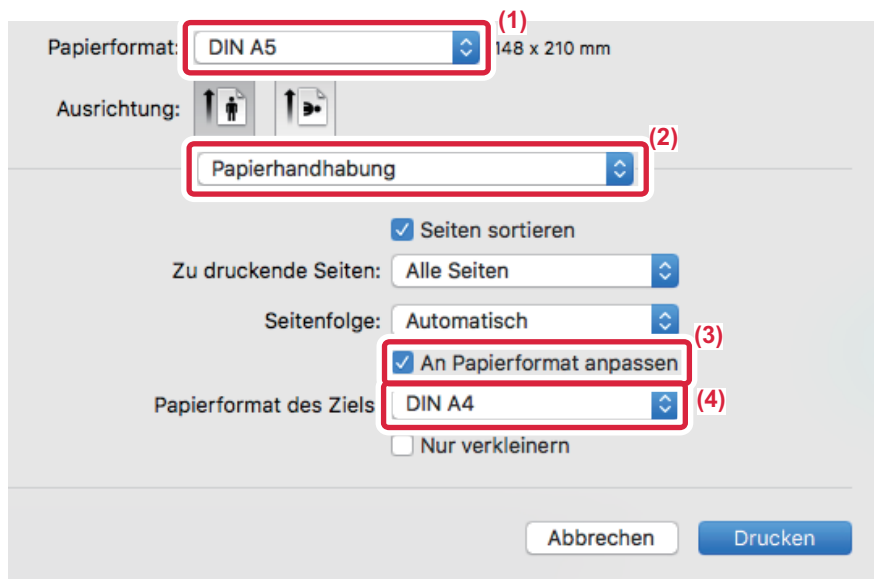 (1)
Papierformat: DIN A5 148 x 210 mm
Ausrichtung:
(2)
Papierhandhabung
Seiten sortieren
Zu druckende Seiten: Alle Seiten
Seitenfolge: Automatisch
(3)
An Papierformat anpassen
Papierformat des Ziels DIN A4 (4)
Nur verkleinern
Abbrechen Drucken